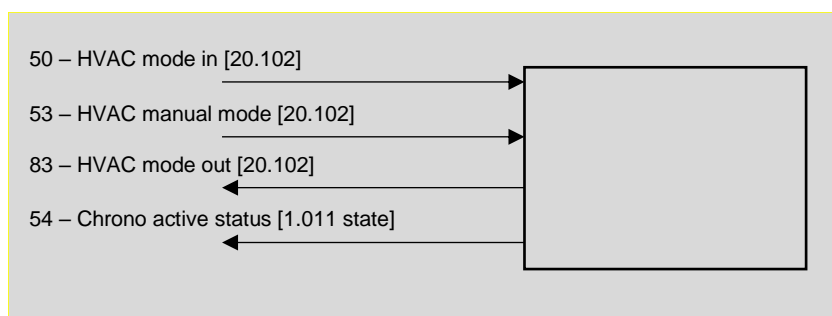 50 – HVAC mode in [20.102]
53 – HVAC manual mode [20.102]
83 – HVAC mode out [20.102]
54 – Chrono active status [1.011 state]